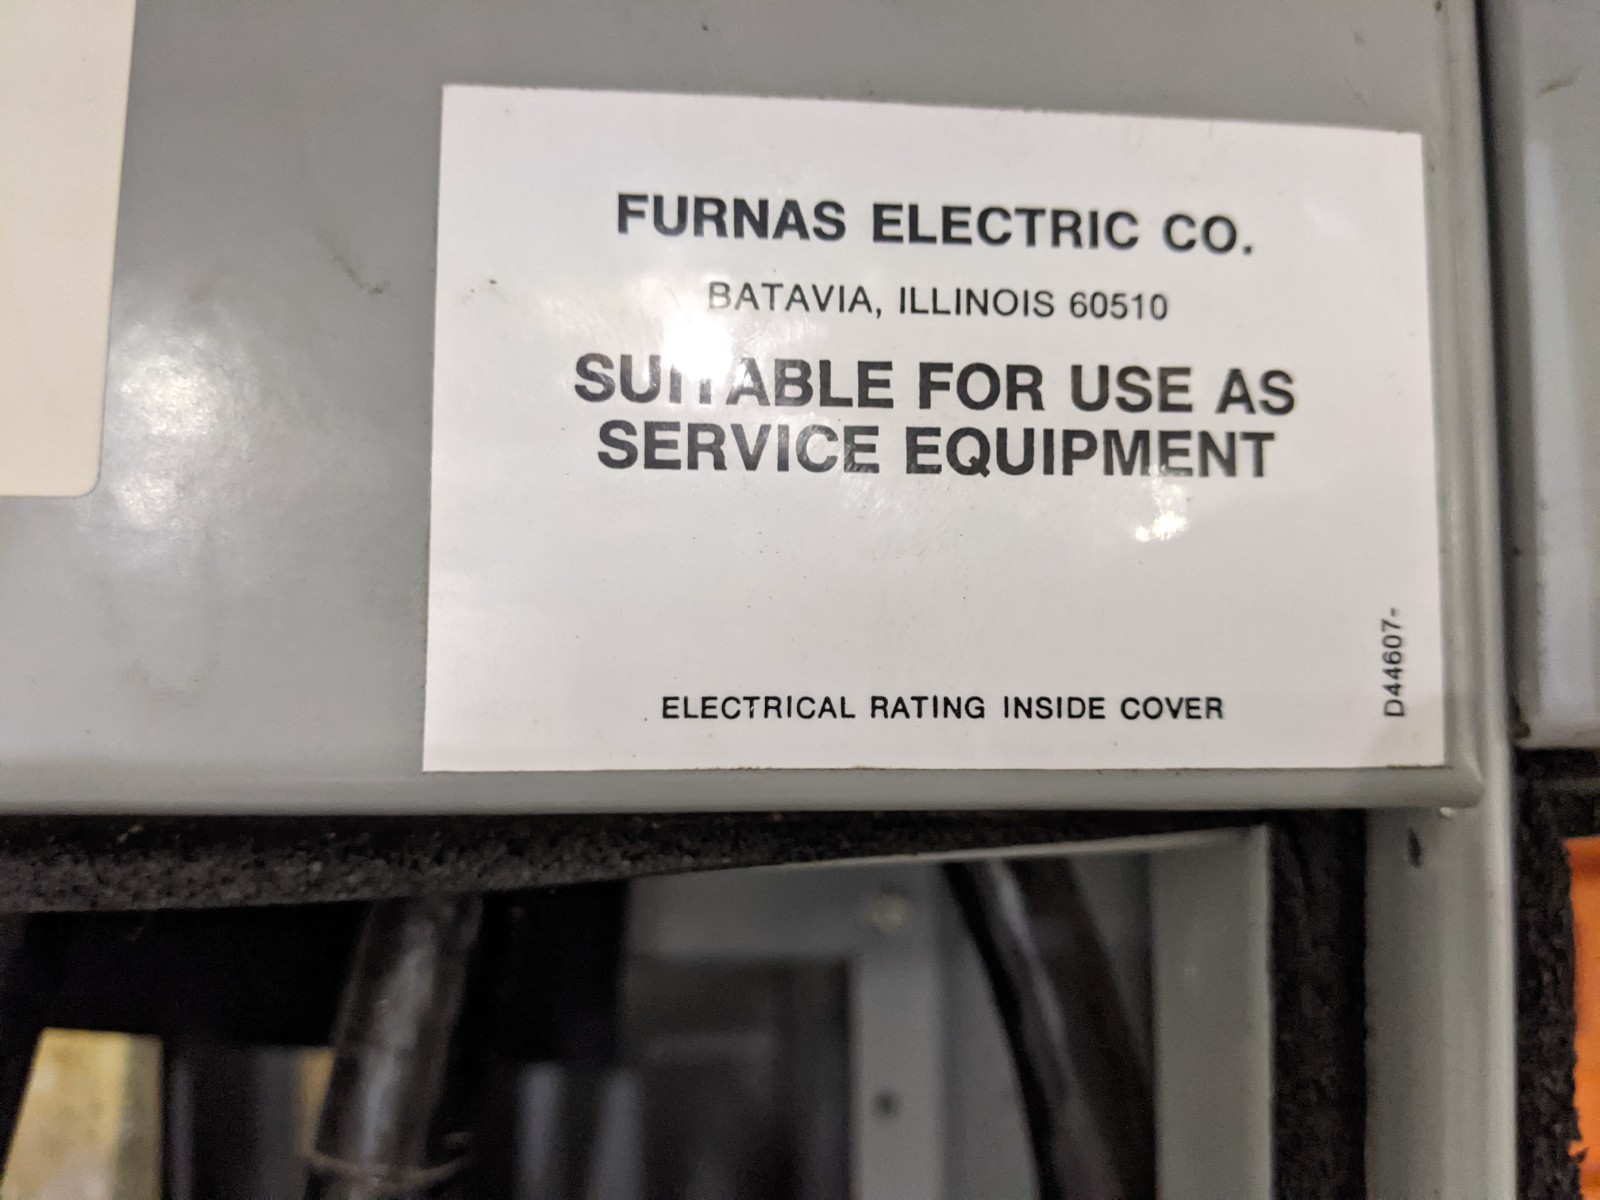 FURNAS ELECTRIC CO.
BATAVIA, ILLINOIS 60510
SUITABLE FOR USE AS
SERVICE EQUIPMENT
ELECTRICAL RATING INSIDE COVER
D44607-